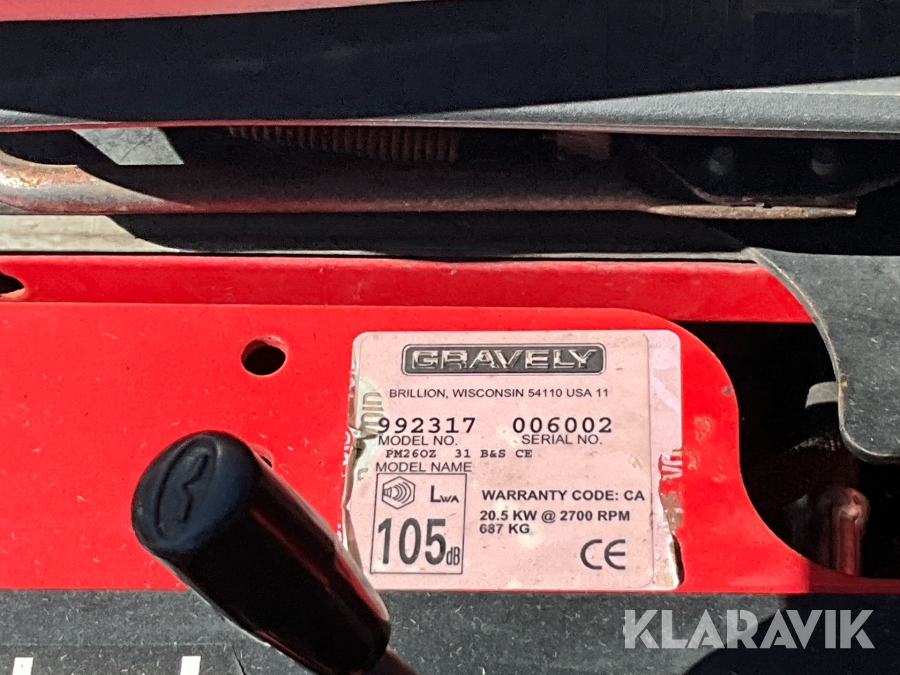 GRAVELY
BRILLION, WISCONSIN 54110 USA 11
992317 006002
MODEL NO. SERIAL NO.
PM260Z 31 B&S CE
MODEL NAME
LWA
105dB
WARRANTY CODE: CA
20.5 KW @ 2700 RPM
687 KG
CE
KLARAVIK